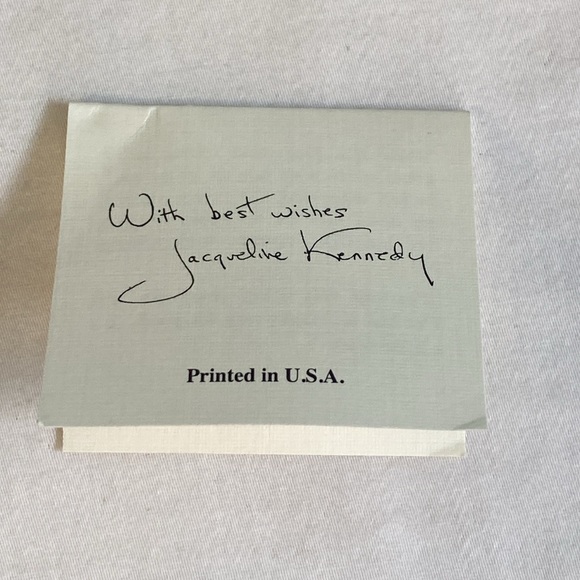 With best wishes
Jacqueline Kennedy
Printed in U.S.A.